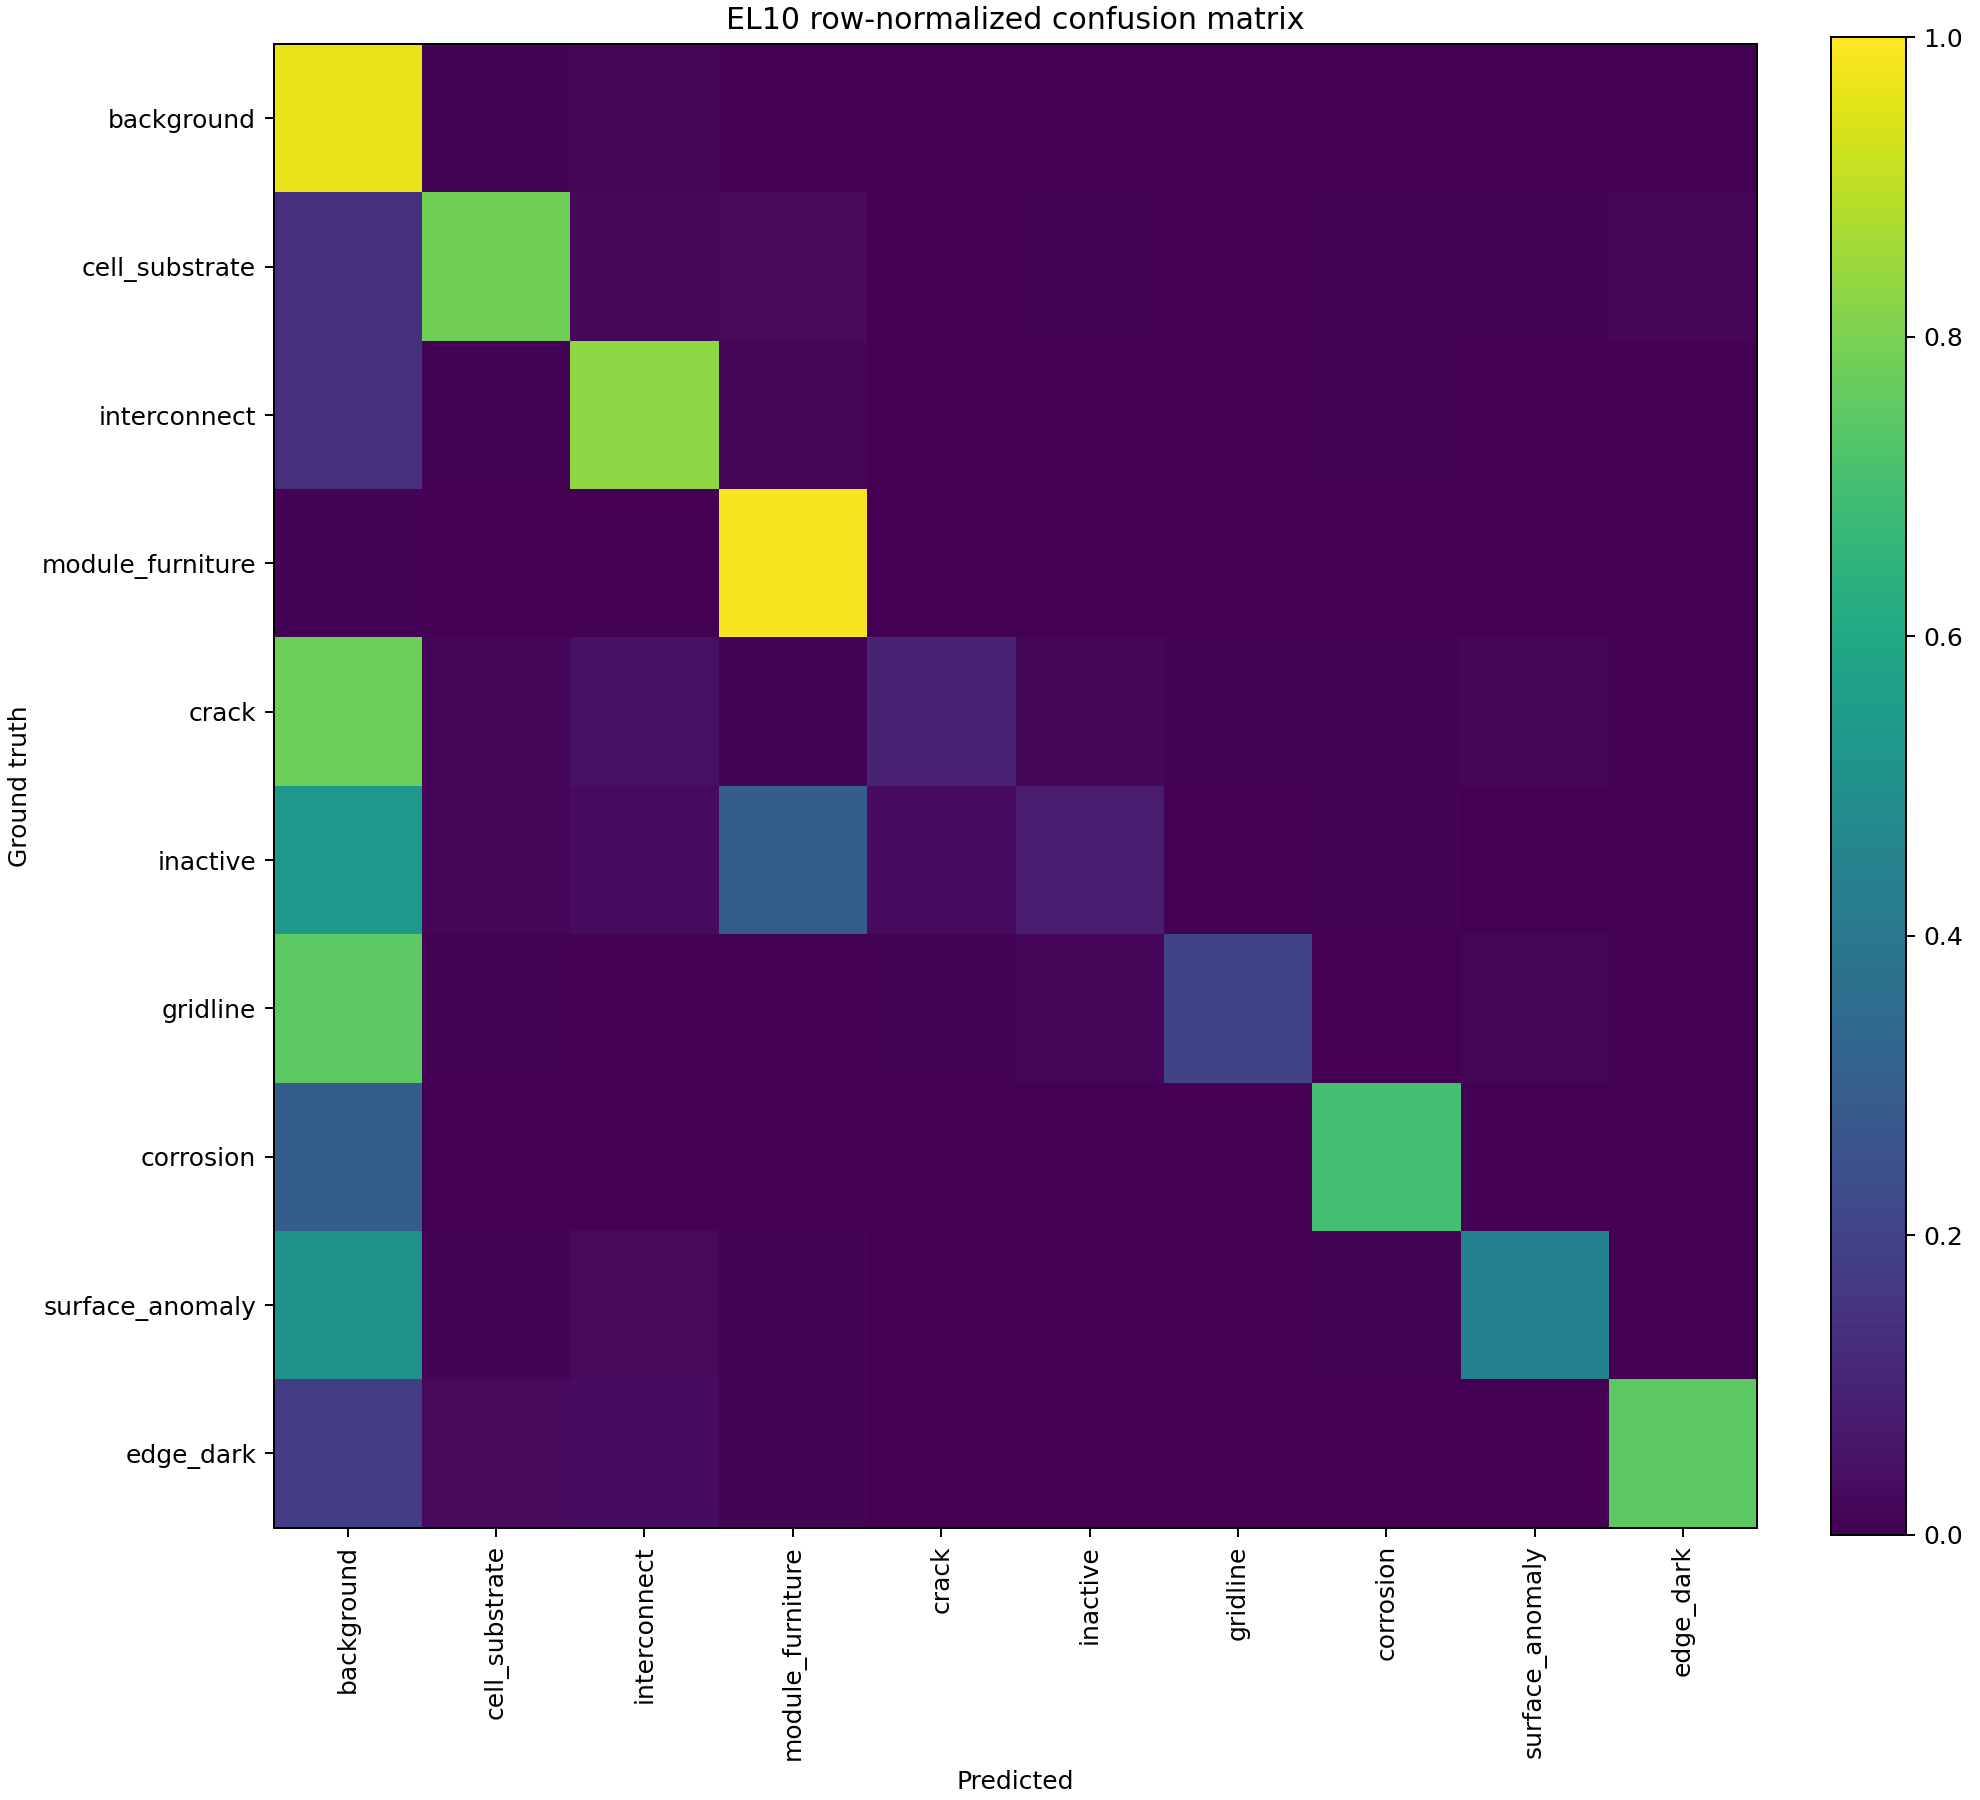 EL10 row-normalized confusion matrix
Ground truth
background
cell_substrate
interconnect
module_furniture
crack
inactive
gridline
corrosion
surface_anomaly
edge_dark
background
cell_substrate
interconnect
module_furniture
crack
inactive
gridline
corrosion
surface_anomaly
edge_dark
Predicted
1.0
0.8
0.6
0.4
0.2
0.0